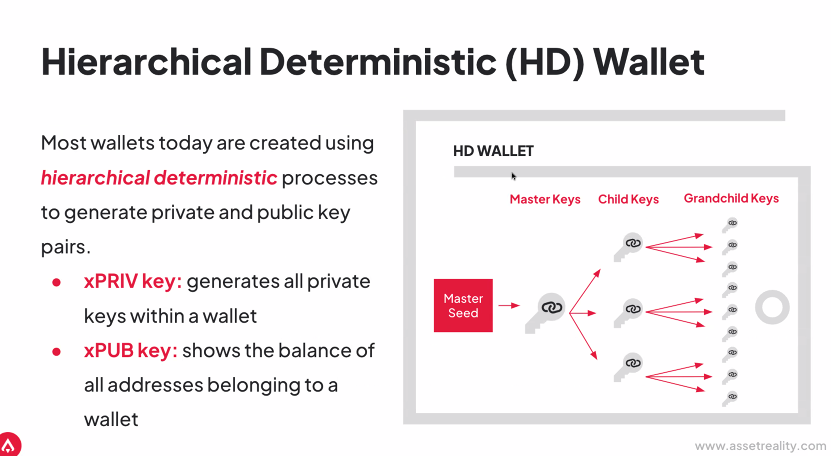 Hierarchical Deterministic (HD) Wallet
Most wallets today are created using
hierarchical deterministic processes
to generate private and public key
pairs.
● xPRIV key: generates all private
keys within a wallet
● xPUB key: shows the balance of
all addresses belonging to a
wallet
HD WALLET
Master Keys
Child Keys
Grandchild Keys
Master
Seed
www.assetreality.com